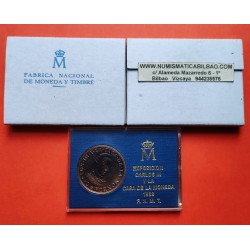 FABRICA NACIONAL
DE MONEDA Y TIMBRE
WWW.NUMISMATICABILBAO.COM
c/ Alameda Mazarredo 6 - 1º
Bilbao Vizcaya 944235576
EXPOSICION
CARLOS III
Y LA
CASA DE LA MONEDA
F. N. M. T.